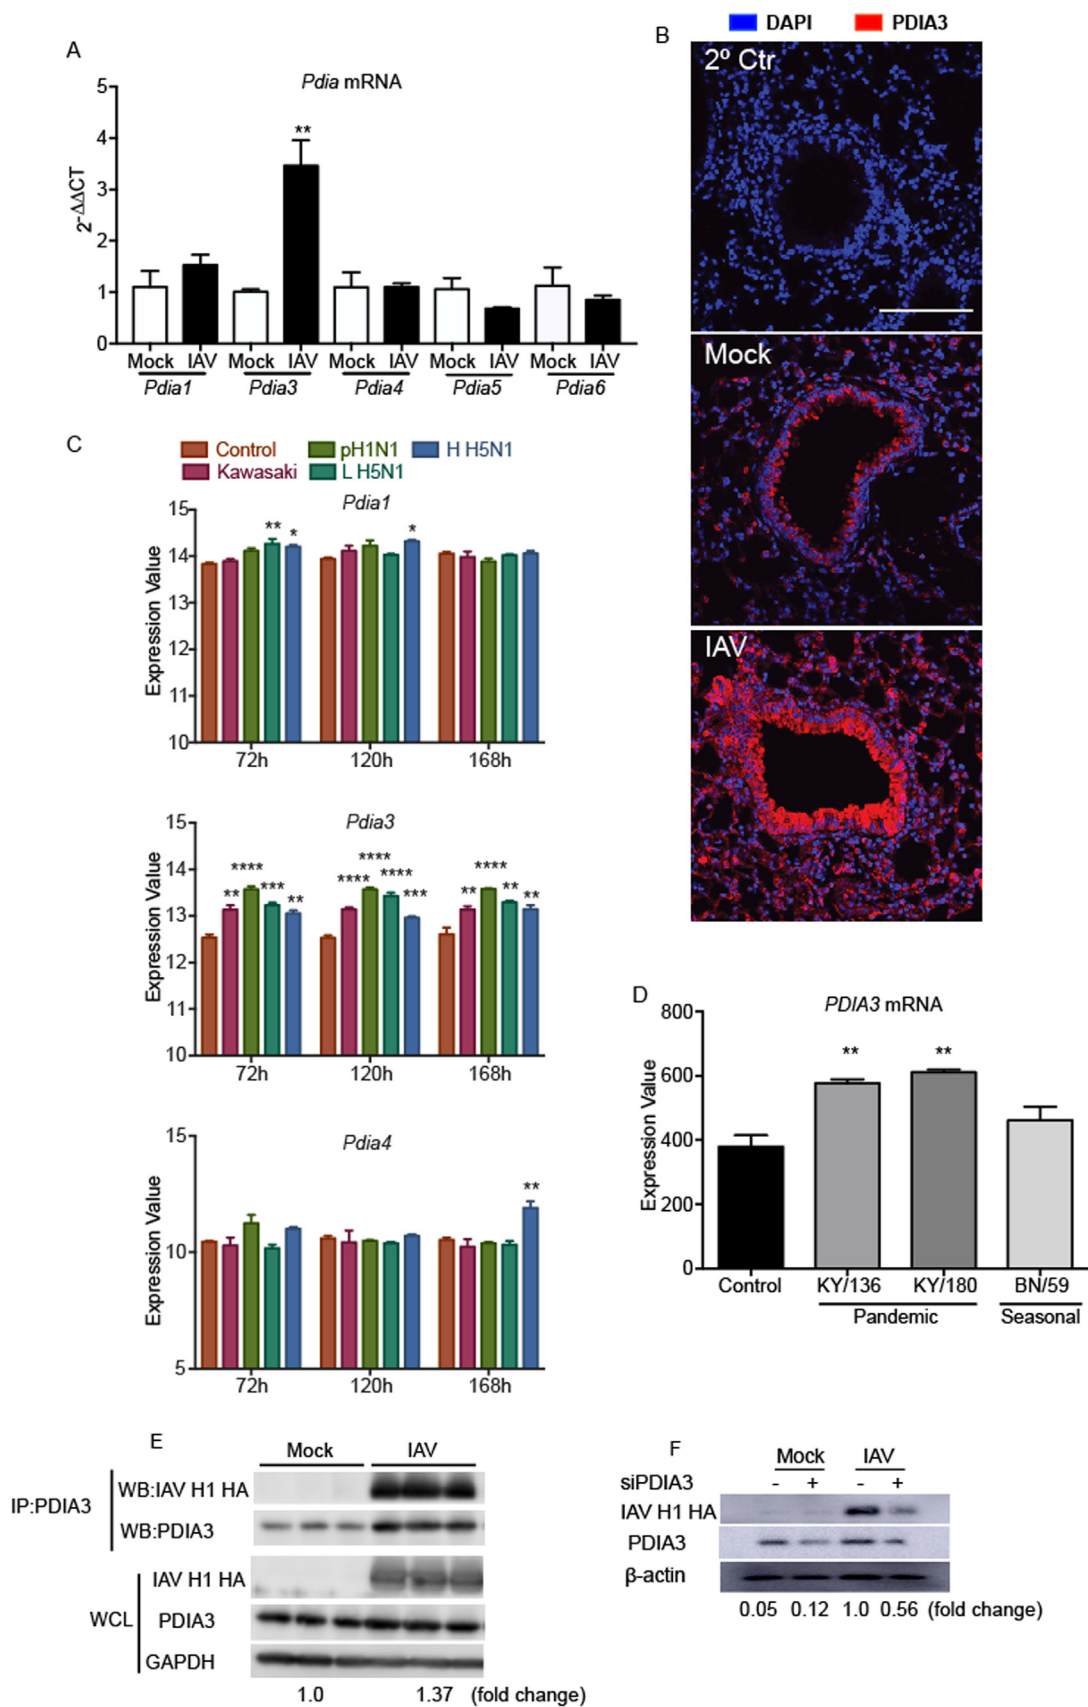 A
Pdia mRNA
2-ΔΔCT
5
4
3
2
1
0
**
Mock IAV Mock IAV Mock IAV Mock IAV Mock IAV
Pdia1 Pdia3 Pdia4 Pdia5 Pdia6
B
DAPI PDIA3
2º Ctr
Mock
IAV
C
Control pH1N1 H H5N1
Kawasaki L H5N1
Pdia1
Expression Value
15
14
13
12
11
10
** * *
72h 120h 168h
Pdia3
Expression Value
15
14
13
12
11
10
** **** *** ** **** **** **** *** ** **** ** **
72h 120h 168h
Pdia4
Expression Value
15
10
5
**
72h 120h 168h
D
PDIA3 mRNA
Expression Value
800
600
400
200
0
** **
Control KY/136 KY/180 BN/59
Pandemic Seasonal
E
Mock IAV
IP:PDIA3
WB:IAV H1 HA
WB:PDIA3
WCL
IAV H1 HA
PDIA3
GAPDH
1.0 1.37 (fold change)
F
Mock IAV
siPDIA3 - + - +
IAV H1 HA
PDIA3
β-actin
0.05 0.12 1.0 0.56 (fold change)